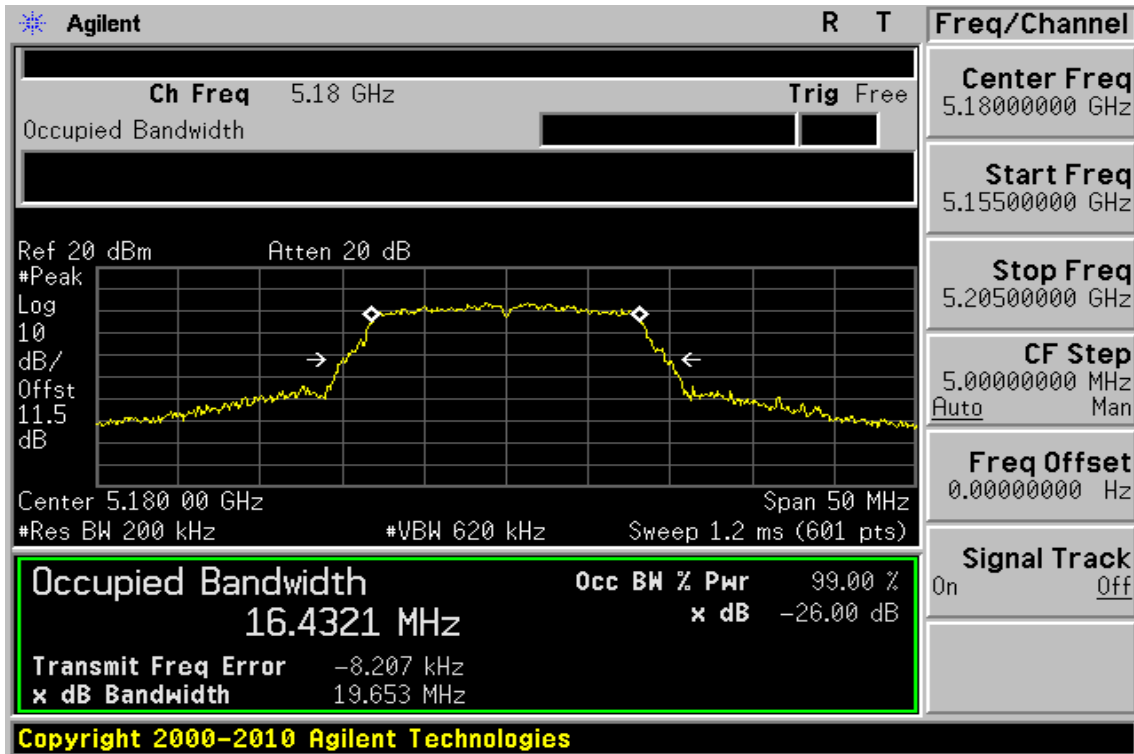 Agilent R T
Freq/Channel
Ch Freq 5.18 GHz Trig Free
Occupied Bandwidth
Ref 20 dBm Atten 20 dB
#Peak
Log
10
dB/
Offst
11.5
dB
Center 5.180 00 GHz Span 50 MHz
#Res BW 200 kHz #VBW 620 kHz Sweep 1.2 ms (601 pts)
Occupied Bandwidth
16.4321 MHz
Occ BW % Pwr 99.00 %
x dB -26.00 dB
Transmit Freq Error -8.207 kHz
x dB Bandwidth 19.653 MHz
Copyright 2000-2010 Agilent Technologies
Center Freq
5.18000000 GHz
Start Freq
5.15500000 GHz
Stop Freq
5.20500000 GHz
CF Step
5.00000000 MHz
Auto Man
Freq Offset
0.00000000 Hz
Signal Track
On Off